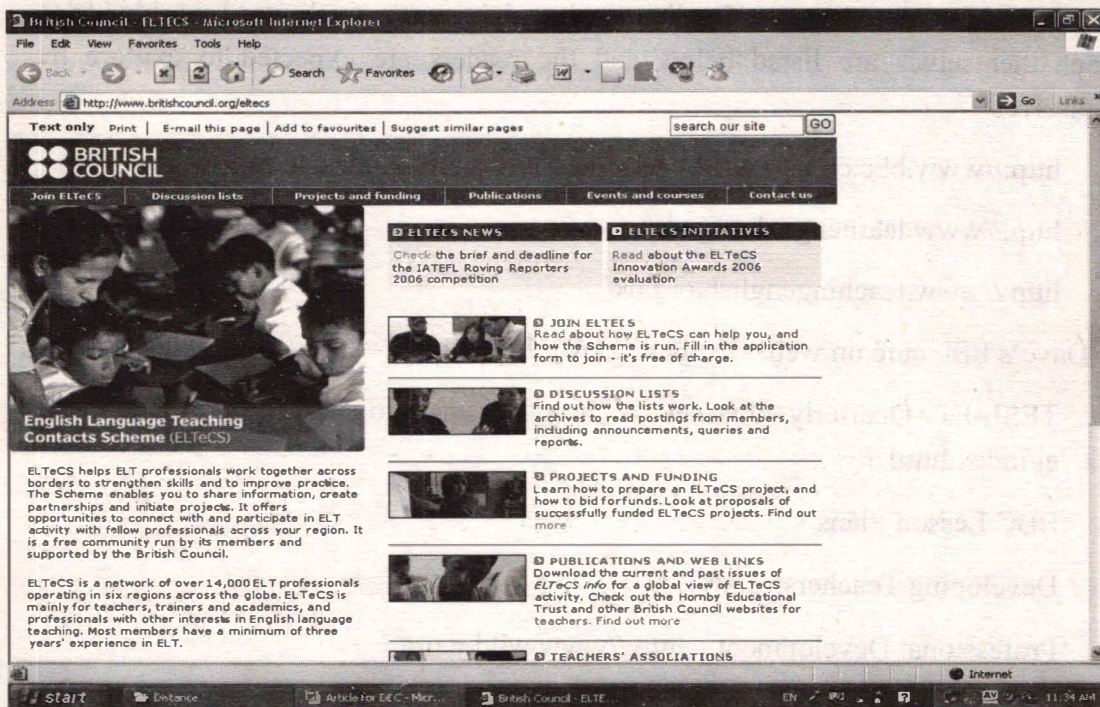 British Council - ELTECS - Microsoft Internet Explorer
File Edit View Favorites Tools Help
Back Search Favorites
Address http://www.britishcouncil.org/eltecs Go Links
Text only Print | E-mail this page | Add to favourites | Suggest similar pages search our site GO
BRITISH
COUNCIL
Join ELTeCS Discussion lists Projects and funding Publications Events and courses Contact us
ELTECS NEWS
Check the brief and deadline for
the IATEFL Roving Reporters
2006 competition
ELTECS INITIATIVES
Read about the ELTeCS
Innovation Awards 2006
evaluation
English Language Teaching
Contacts Scheme (ELTeCS)
ELTeCS helps ELT professionals work together across
borders to strengthen skills and to improve practice.
The Scheme enables you to share information, create
partnerships and initiate projects. It offers
opportunities to connect with and participate in ELT
activity with fellow professionals across your region. It
is a free community run by its members and
supported by the British Council.
ELTeCS is a network of over 14,000 ELT professionals
operating in six regions across the globe. ELTeCS is
mainly for teachers, trainers and academics, and
professionals with other interests in English language
teaching. Most members have a minimum of three
years' experience in ELT.
JOIN ELTECS
Read about how ELTeCS can help you, and
how the Scheme is run. Fill in the application
form to join - it's free of charge.
DISCUSSION LISTS
Find out how the lists work. Look at the
archives to read postings from members,
including announcements, queries and
reports.
PROJECTS AND FUNDING
Learn how to prepare an ELTeCS project, and
how to bid for funds. Look at proposals of
successfully funded ELTeCS projects. Find out
more
PUBLICATIONS AND WEB LINKS
Download the current and past issues of
ELTeCS info for a global view of ELTeCS
activity. Check out the Hornby Educational
Trust and other British Council websites for
teachers. Find out more
TEACHERS' ASSOCIATIONS
Internet
start Distance Article for DEC - Micr... British Council - ELTE... EN AV 11:34 AM